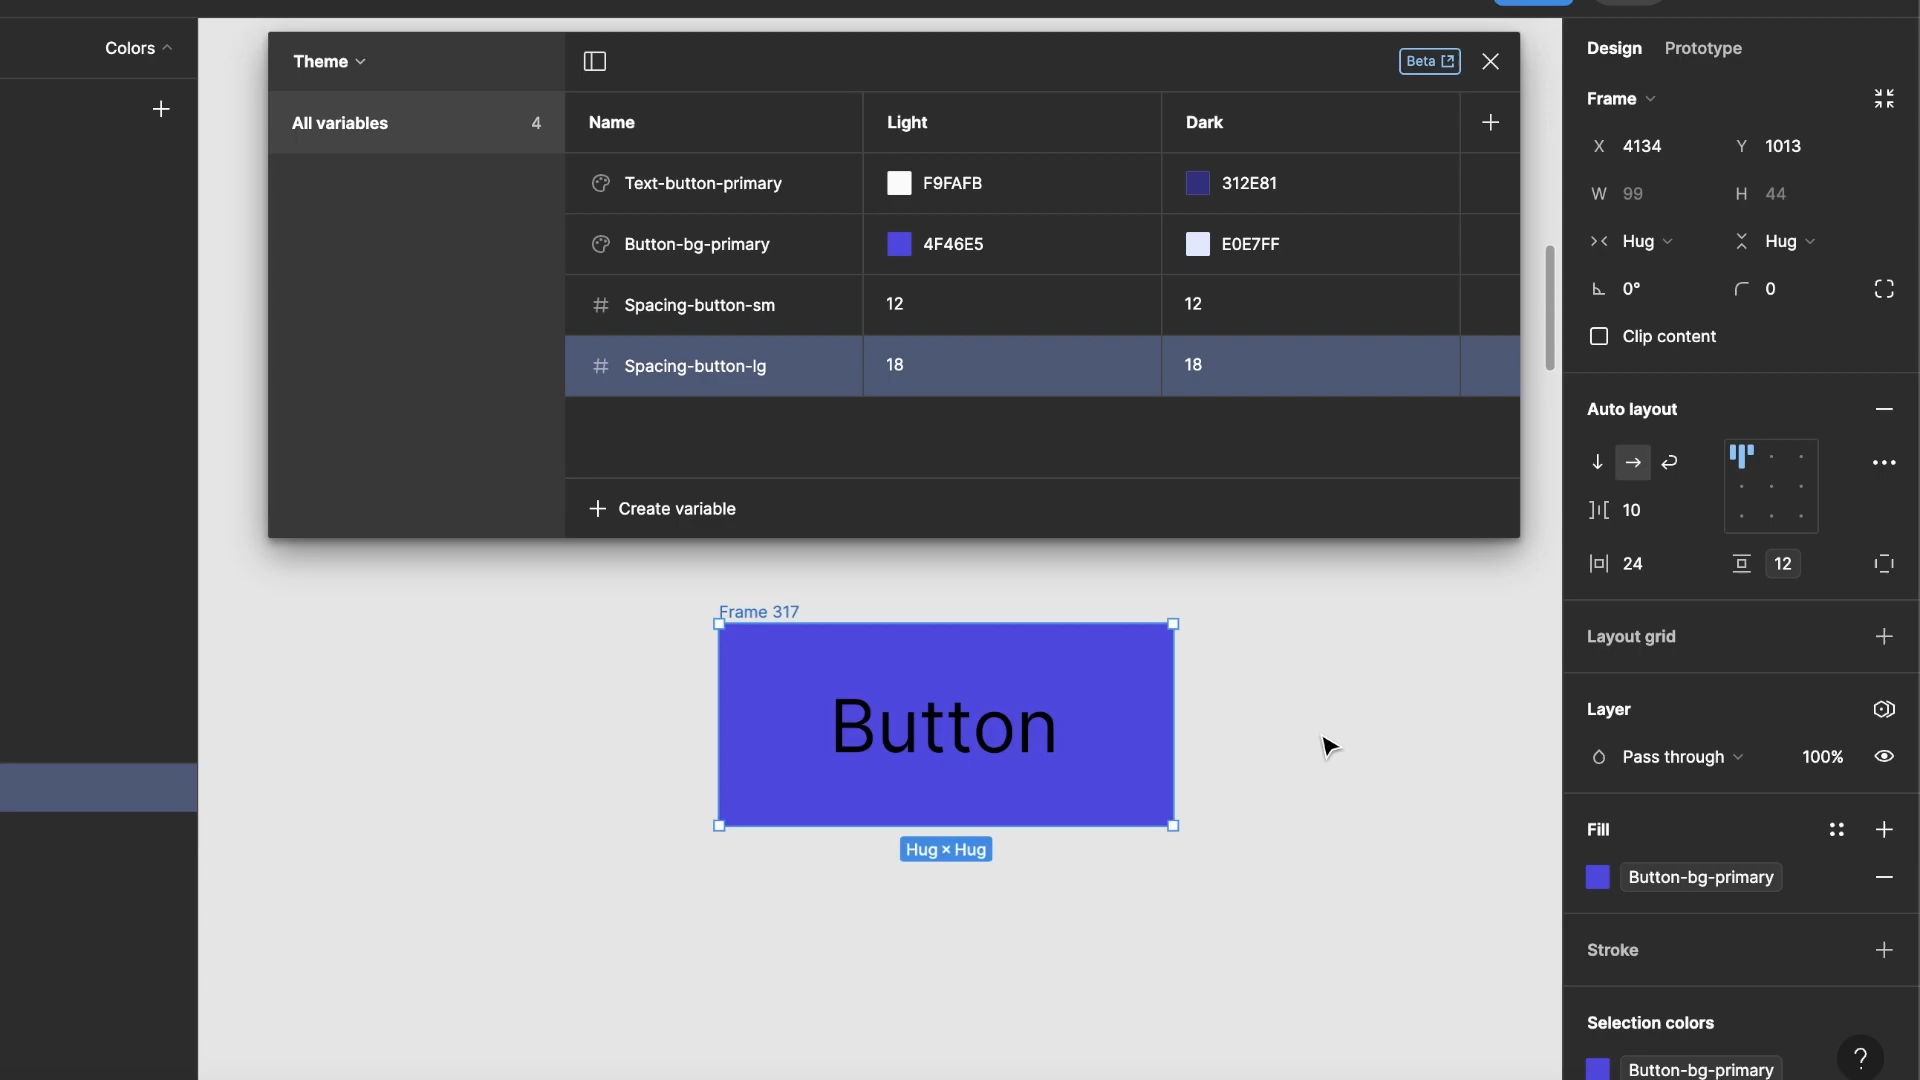 Colors
Theme
Beta
All variables 4
Name Light Dark
Text-button-primary F9FAFB 312E81
Button-bg-primary 4F46E5 E0E7FF
Spacing-button-sm 12 12
Spacing-button-lg 18 18
Create variable
Frame 317
Button
Hug × Hug
Design Prototype
Frame
X 4134 Y 1013
W 99 H 44
Hug Hug
0° 0
Clip content
Auto layout
10
24 12
Layout grid
Layer
Pass through 100%
Fill
Button-bg-primary
Stroke
Selection colors
Button-bg-primary
?